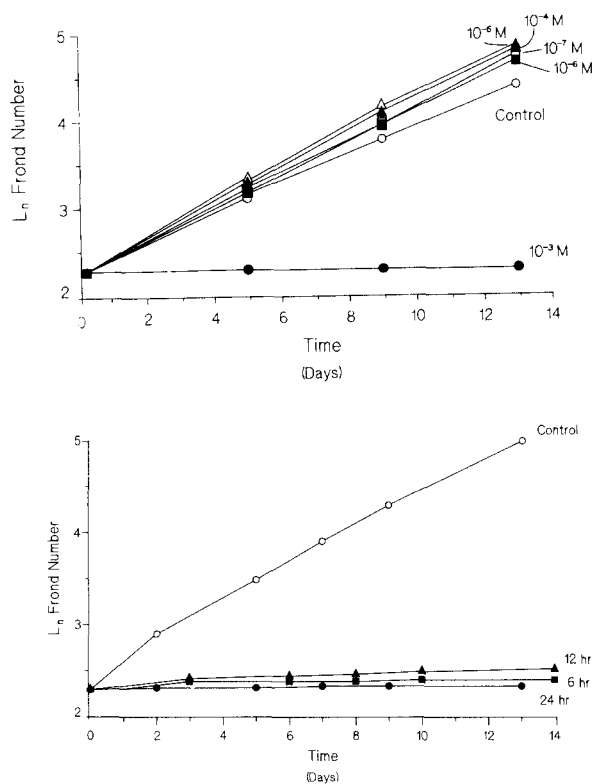 5
4
3
2
Lₙ Frond Number
10⁻⁶ M
10⁻⁴ M
10⁻⁷ M
10⁻⁶ M
Control
10⁻³ M
0 2 4 6 8 10 12 14
Time
(Days)
5
4
3
2
Lₙ Frond Number
Control
12 hr
6 hr
24 hr
0 2 4 6 8 10 12 14
Time
(Days)